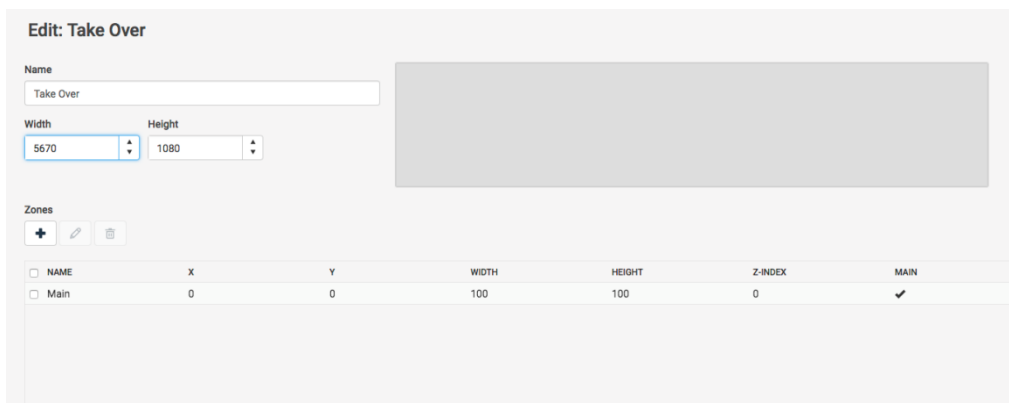 Edit: Take Over
Name
Take Over
Width Height
5670 1080
Zones
NAME X Y WIDTH HEIGHT Z-INDEX MAIN
Main 0 0 100 100 0